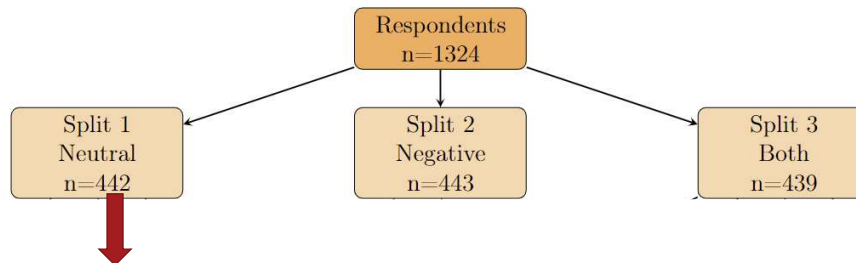 Respondents
n=1324
Split 1
Neutral
n=442
Split 2
Negative
n=443
Split 3
Both
n=439